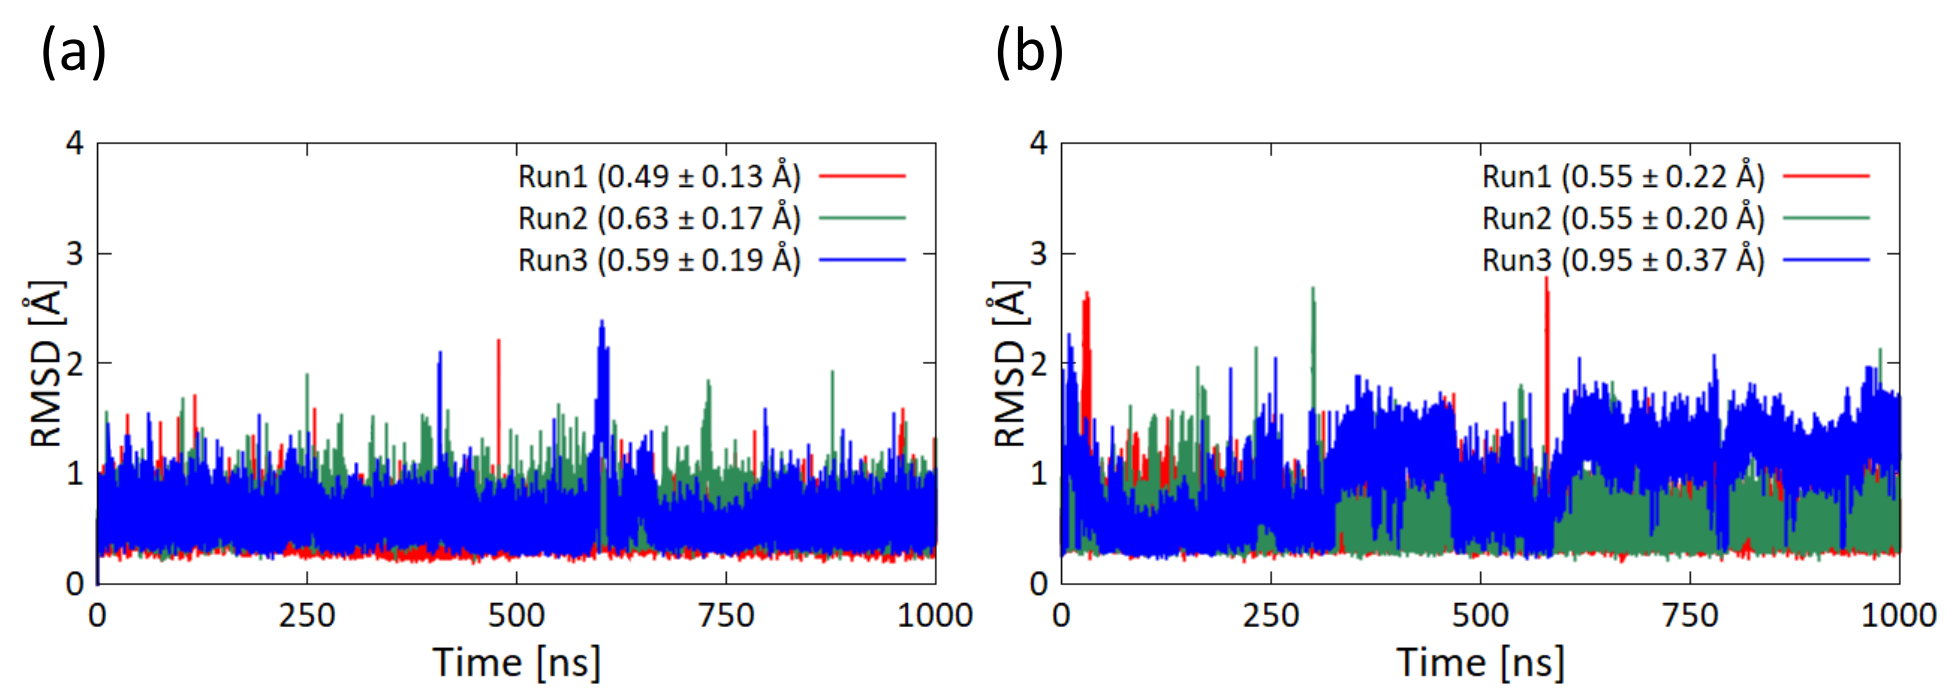 (a)
RMSD [Å]
4
3
2
1
0
Run1 (0.49 ± 0.13 Å)
Run2 (0.63 ± 0.17 Å)
Run3 (0.59 ± 0.19 Å)
0 250 500 750 1000
Time [ns]
(b)
RMSD [Å]
4
3
2
1
0
Run1 (0.55 ± 0.22 Å)
Run2 (0.55 ± 0.20 Å)
Run3 (0.95 ± 0.37 Å)
0 250 500 750 1000
Time [ns]